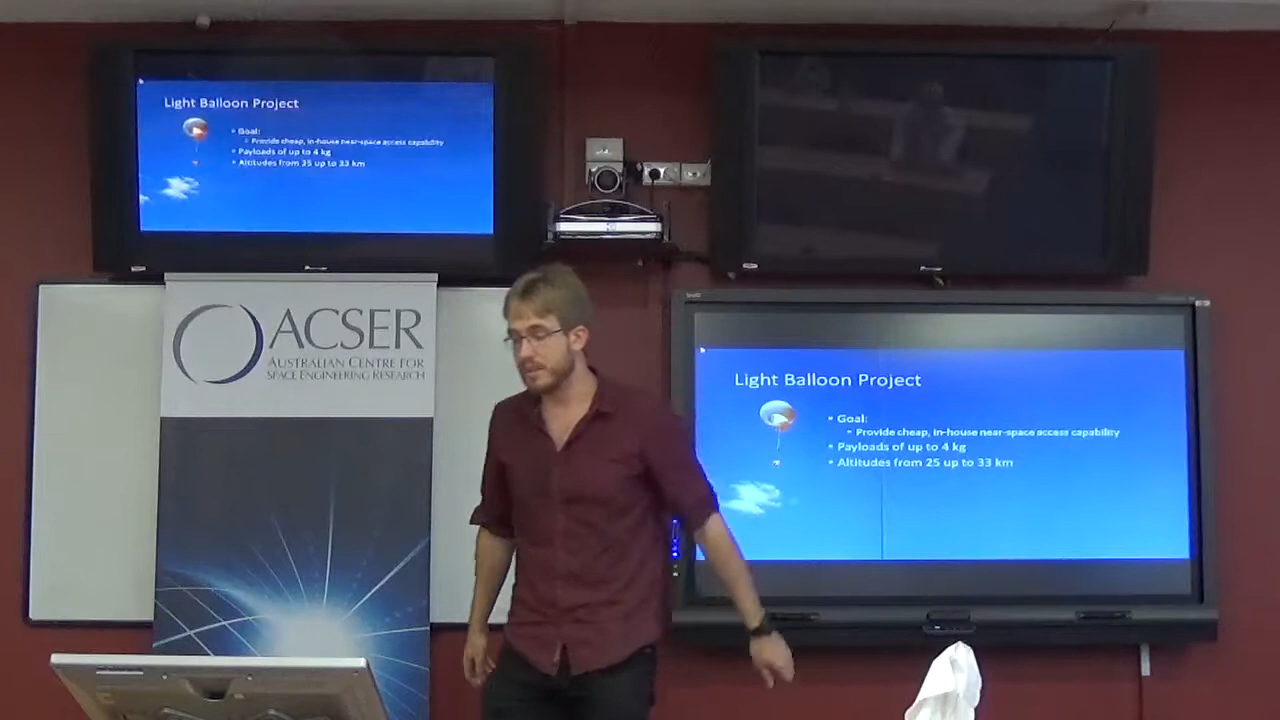 Light Balloon Project
Goal:
Provide cheap, in-house near-space access capability
Payloads of up to 4 kg
Altitudes from 25 up to 33 km
ACSER
AUSTRALIAN CENTRE FOR
SPACE ENGINEERING RESEARCH
Light Balloon Project
Goal:
Provide cheap, in-house near-space access capability
Payloads of up to 4 kg
Altitudes from 25 up to 33 km